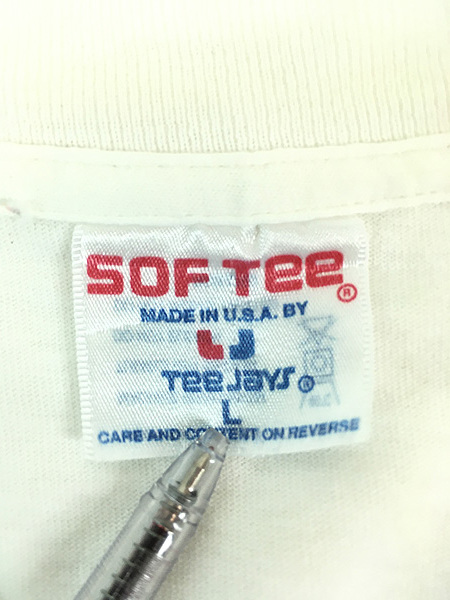 SOF TEE®
MADE IN U.S.A. BY
TEE JAYS®
L
CARE AND CONTENT ON REVERSE